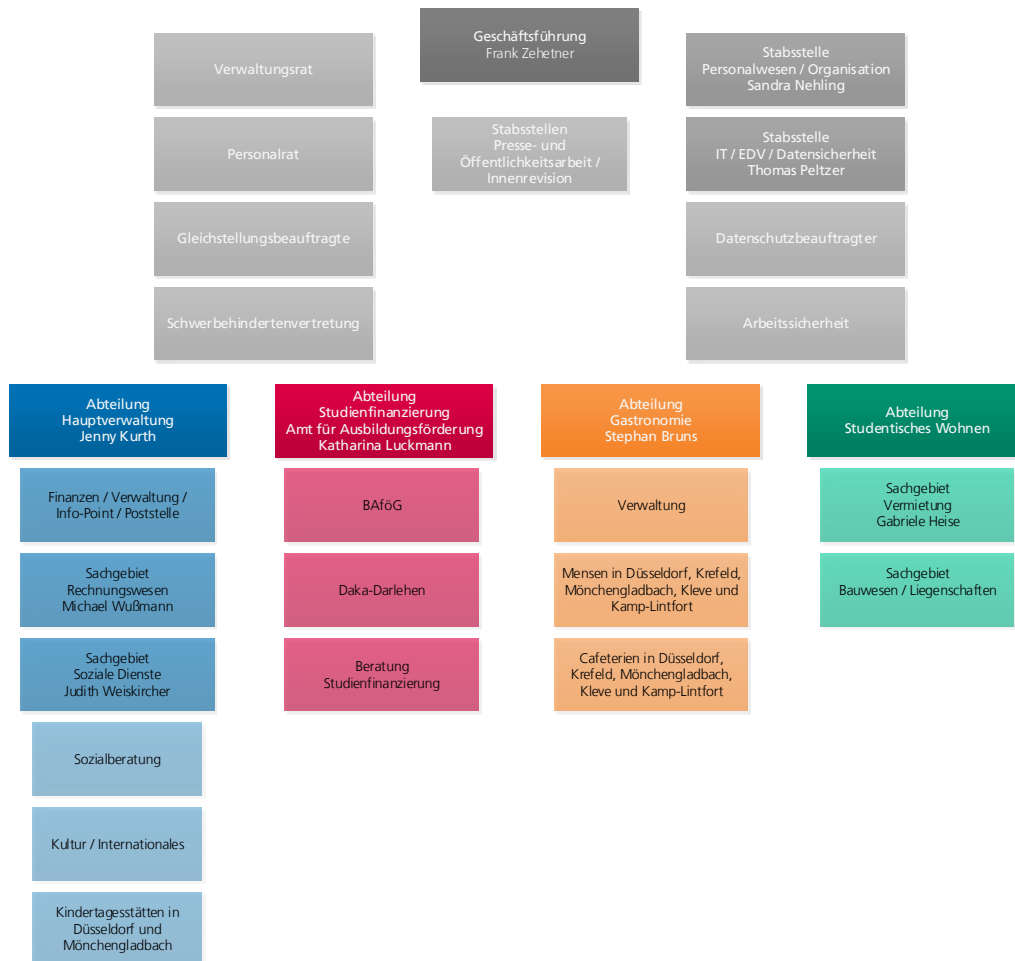 Geschäftsführung
Frank Zehetner
Verwaltungsrat
Stabsstelle
Personalwesen / Organisation
Sandra Nehling
Personalrat
Stabsstellen
Presse- und
Öffentlichkeitsarbeit /
Innenrevision
Stabsstelle
IT / EDV / Datensicherheit
Thomas Peltzer
Gleichstellungsbeauftragte
Datenschutzbeauftragter
Schwerbehindertenvertretung
Arbeitssicherheit
Abteilung
Hauptverwaltung
Jenny Kurth
Finanzen / Verwaltung /
Info-Point / Poststelle
Sachgebiet
Rechnungswesen
Michael Wußmann
Sachgebiet
Soziale Dienste
Judith Weiskircher
Sozialberatung
Kultur / Internationales
Kindertagesstätten in
Düsseldorf und
Mönchengladbach
Abteilung
Studienfinanzierung
Amt für Ausbildungsförderung
Katharina Luckmann
BAföG
Daka-Darlehen
Beratung
Studienfinanzierung
Abteilung
Gastronomie
Stephan Bruns
Verwaltung
Mensen in Düsseldorf, Krefeld,
Mönchengladbach, Kleve und
Kamp-Lintfort
Cafeterien in Düsseldorf,
Krefeld, Mönchengladbach,
Kleve und Kamp-Lintfort
Abteilung
Studentisches Wohnen
Sachgebiet
Vermietung
Gabriele Heise
Sachgebiet
Bauwesen / Liegenschaften